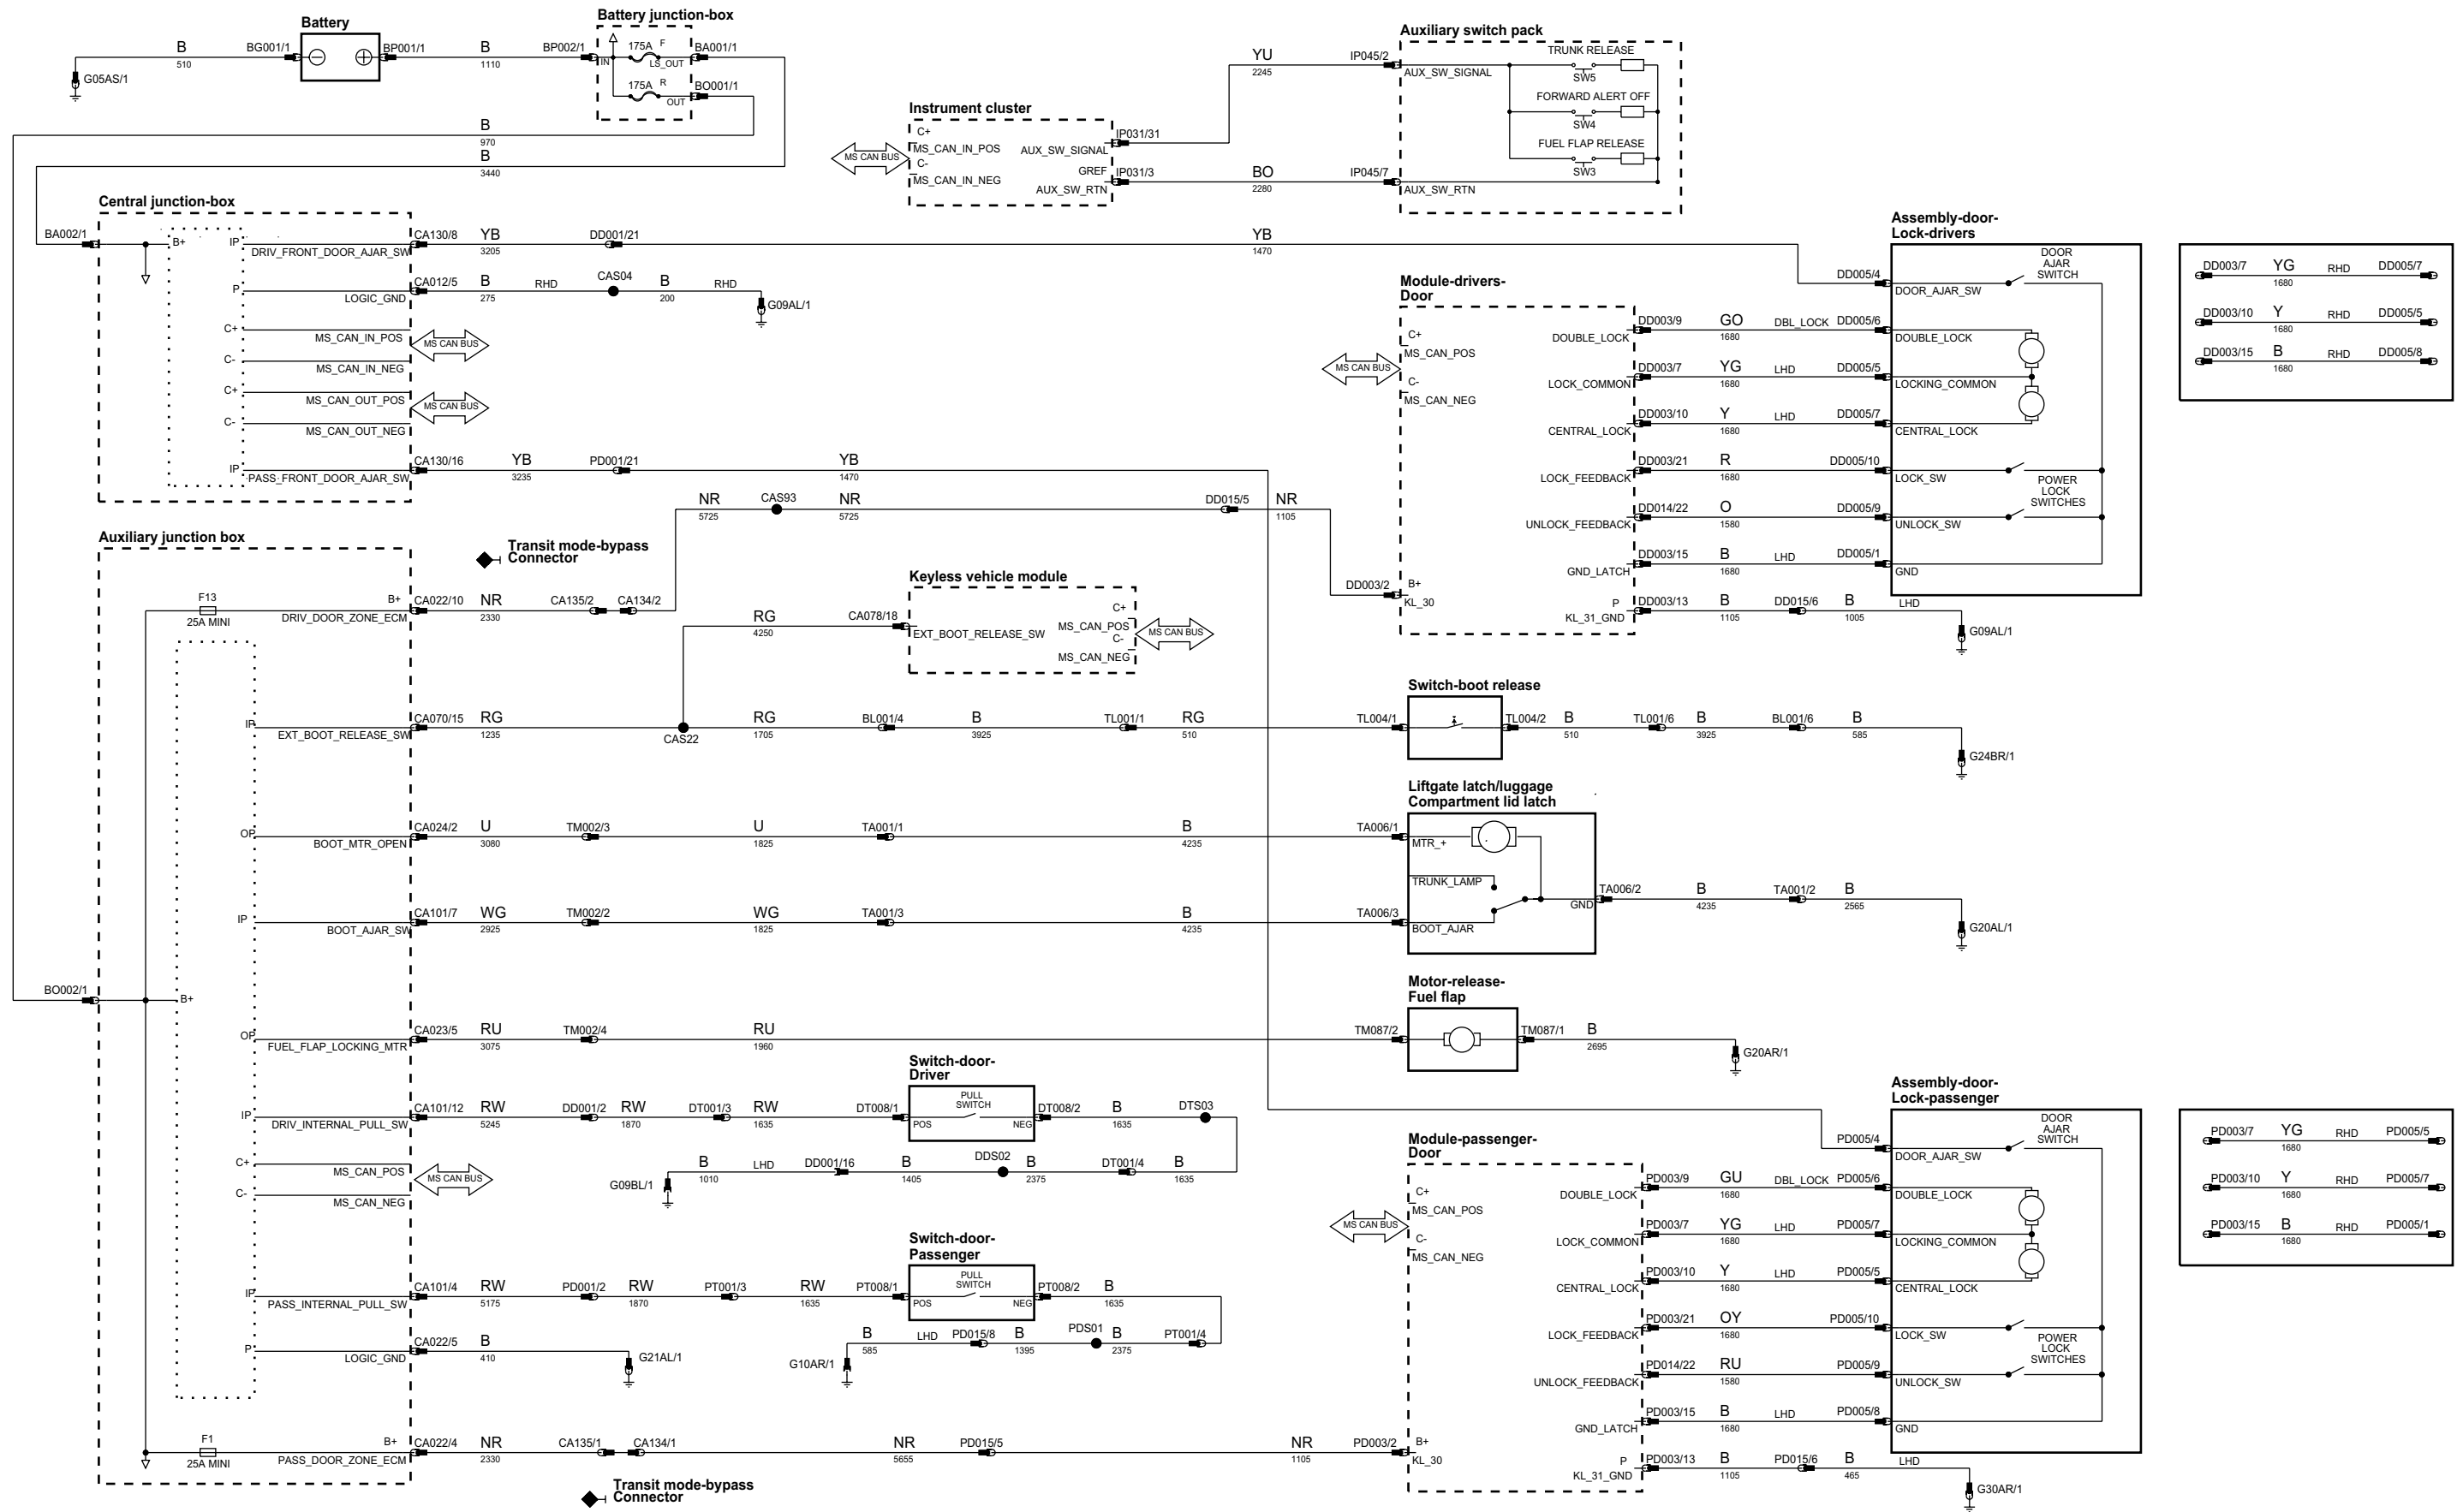 Battery
B
510
BG001/1
BP001/1
B
1110
BP002/1
G05AS/1
Battery junction-box
175A F
IN
LS_OUT
BA001/1
175A R
OUT
BO001/1
B
970
B
3440
Instrument cluster
C+
MS_CAN_IN_POS
C-
MS_CAN_IN_NEG
MS CAN BUS
AUX_SW_SIGNAL
GREF
AUX_SW_RTN
IP031/31
IP031/3
YU
2245
IP045/2
BO
2280
IP045/7
Auxiliary switch pack
AUX_SW_SIGNAL
TRUNK RELEASE
SW5
FORWARD ALERT OFF
SW4
FUEL FLAP RELEASE
SW3
AUX_SW_RTN
Central junction-box
BA002/1
B+
IP
DRIV_FRONT_DOOR_AJAR_SW
CA130/8
YB
3205
DD001/21
YB
1470
P
LOGIC_GND
CA012/5
B
275
RHD
CAS04
B
200
RHD
G09AL/1
C+
MS_CAN_IN_POS
C-
MS_CAN_IN_NEG
MS CAN BUS
C+
MS_CAN_OUT_POS
C-
MS_CAN_OUT_NEG
MS CAN BUS
IP
PASS_FRONT_DOOR_AJAR_SW
CA130/16
YB
3235
PD001/21
YB
1470
NR
5725
CAS93
NR
5725
DD015/5
NR
1105
Module-drivers-
Door
C+
MS_CAN_POS
C-
MS_CAN_NEG
MS CAN BUS
DD003/2
B+
KL_30
DOUBLE_LOCK
DD003/9
GO
1680
DBL_LOCK
DD005/6
LOCK_COMMON
DD003/7
YG
1680
LHD
DD005/5
CENTRAL_LOCK
DD003/10
Y
1680
LHD
DD005/7
LOCK_FEEDBACK
DD003/21
R
1680
DD005/10
UNLOCK_FEEDBACK
DD014/22
O
1580
DD005/9
GND_LATCH
DD003/15
B
1680
LHD
DD005/1
P
KL_31_GND
DD003/13
B
1105
DD015/6
B
1005
LHD
G09AL/1
Assembly-door-
Lock-drivers
DD005/4
DOOR_AJAR_SW
DOOR
AJAR
SWITCH
DOUBLE_LOCK
LOCKING_COMMON
CENTRAL_LOCK
LOCK_SW
POWER
LOCK
SWITCHES
UNLOCK_SW
GND
DD003/7
YG
1680
RHD
DD005/7
DD003/10
Y
1680
RHD
DD005/5
DD003/15
B
1680
RHD
DD005/8
Auxiliary junction box
Transit mode-bypass
Connector
F13
25A MINI
B+
DRIV_DOOR_ZONE_ECM
CA022/10
NR
2330
CA135/2
CA134/2
Keyless vehicle module
RG
4250
CA078/18
EXT_BOOT_RELEASE_SW
C+
MS_CAN_POS
C-
MS_CAN_NEG
MS CAN BUS
IP
EXT_BOOT_RELEASE_SW
CA070/15
RG
1235
CAS22
RG
1705
BL001/4
B
3925
TL001/1
RG
510
TL004/1
Switch-boot release
TL004/2
B
510
TL001/6
B
3925
BL001/6
B
585
G24BR/1
OP
BOOT_MTR_OPEN
CA024/2
U
3080
TM002/3
U
1825
TA001/1
B
4235
TA006/1
Liftgate latch/luggage
Compartment lid latch
MTR_+
TRUNK_LAMP
BOOT_AJAR
GND
TA006/2
B
4235
TA001/2
B
2565
G20AL/1
IP
BOOT_AJAR_SW
CA101/7
WG
2925
TM002/2
WG
1825
TA001/3
B
4235
TA006/3
BO002/1
B+
OP
FUEL_FLAP_LOCKING_MTR
CA023/5
RU
3075
TM002/4
RU
1960
TM087/2
Motor-release-
Fuel flap
TM087/1
B
2695
G20AR/1
IP
DRIV_INTERNAL_PULL_SW
CA101/12
RW
5245
DD001/2
RW
1870
DT001/3
RW
1635
DT008/1
Switch-door-
Driver
PULL
SWITCH
POS
NEG
DT008/2
B
1635
DTS03
C+
MS_CAN_POS
C-
MS_CAN_NEG
MS CAN BUS
G09BL/1
B
1010
LHD
DD001/16
B
1405
DDS02
B
2375
DT001/4
B
1635
IP
PASS_INTERNAL_PULL_SW
CA101/4
RW
5175
PD001/2
RW
1870
PT001/3
RW
1635
PT008/1
Switch-door-
Passenger
PULL
SWITCH
POS
NEG
PT008/2
B
1635
P
LOGIC_GND
CA022/5
B
410
G21AL/1
G10AR/1
B
585
LHD
PD015/8
B
1395
PDS01
B
2375
PT001/4
F1
25A MINI
B+
PASS_DOOR_ZONE_ECM
CA022/4
NR
2330
CA135/1
CA134/1
NR
5655
PD015/5
NR
1105
PD003/2
Transit mode-bypass
Connector
Module-passenger-
Door
C+
MS_CAN_POS
C-
MS_CAN_NEG
MS CAN BUS
B+
KL_30
DOUBLE_LOCK
PD003/9
GU
1680
DBL_LOCK
PD005/6
LOCK_COMMON
PD003/7
YG
1680
LHD
PD005/7
CENTRAL_LOCK
PD003/10
Y
1680
LHD
PD005/5
LOCK_FEEDBACK
PD003/21
OY
1680
PD005/10
UNLOCK_FEEDBACK
PD014/22
RU
1580
PD005/9
GND_LATCH
PD003/15
B
1680
LHD
PD005/8
P
KL_31_GND
PD003/13
B
1105
PD015/6
B
465
LHD
G30AR/1
Assembly-door-
Lock-passenger
PD005/4
DOOR_AJAR_SW
DOOR
AJAR
SWITCH
DOUBLE_LOCK
LOCKING_COMMON
CENTRAL_LOCK
LOCK_SW
POWER
LOCK
SWITCHES
UNLOCK_SW
GND
PD003/7
YG
1680
RHD
PD005/5
PD003/10
Y
1680
RHD
PD005/7
PD003/15
B
1680
RHD
PD005/1